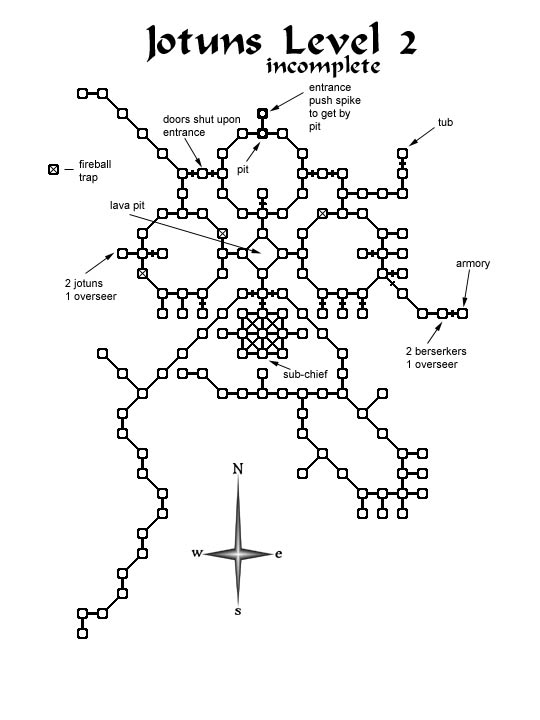 Jotuns Level 2
incomplete
entrance
push spike
to get by
pit
doors shut upon
entrance
tub
pit
fireball
trap
lava pit
armory
2 jotuns
1 overseer
2 berserkers
1 overseer
sub-chief
N
w
e
s